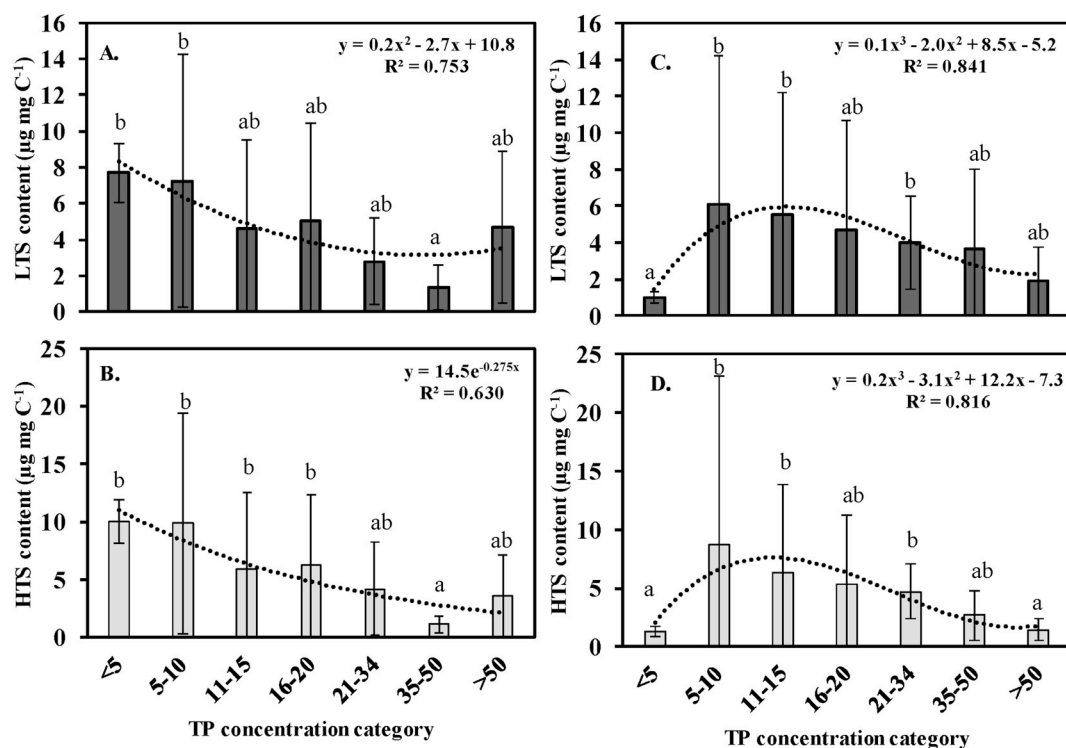 A.
y = 0.2x² - 2.7x + 10.8
R² = 0.753
LTS content (µg mg C⁻¹)
16
14
12
10
8
6
4
2
0
b
b
ab
ab
ab
a
ab
C.
y = 0.1x³ - 2.0x² + 8.5x - 5.2
R² = 0.841
LTS content (µg mg C⁻¹)
16
14
12
10
8
6
4
2
0
a
b
b
ab
b
ab
ab
B.
y = 14.5e⁻⁰·²⁷⁵ˣ
R² = 0.630
HTS content (µg mg C⁻¹)
25
20
15
10
5
0
b
b
b
b
ab
a
ab
<5
5-10
11-15
16-20
21-34
35-50
>50
TP concentration category
D.
y = 0.2x³ - 3.1x² + 12.2x - 7.3
R² = 0.816
HTS content (µg mg C⁻¹)
25
20
15
10
5
0
a
b
b
ab
b
ab
a
<5
5-10
11-15
16-20
21-34
35-50
>50
TP concentration category